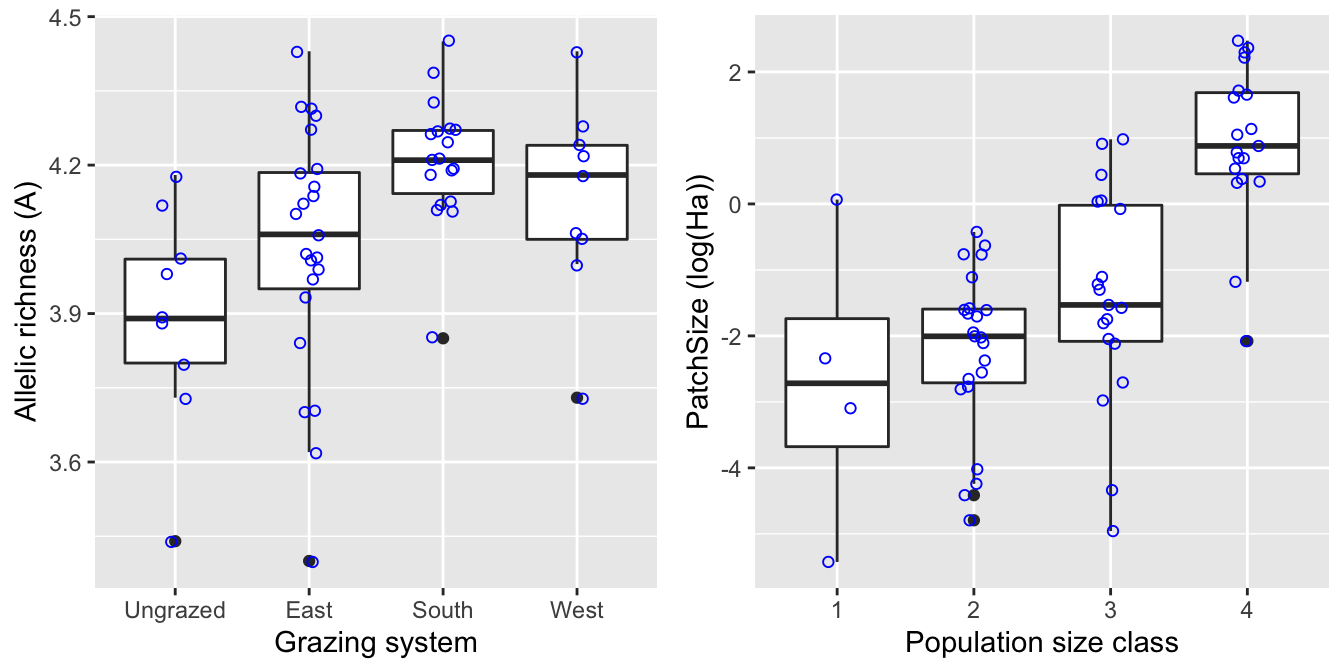 Allelic richness (A)
4.5
4.2
3.9
3.6
Ungrazed East South West
Grazing system
PatchSize (log(Ha))
2
0
-2
-4
1 2 3 4
Population size class